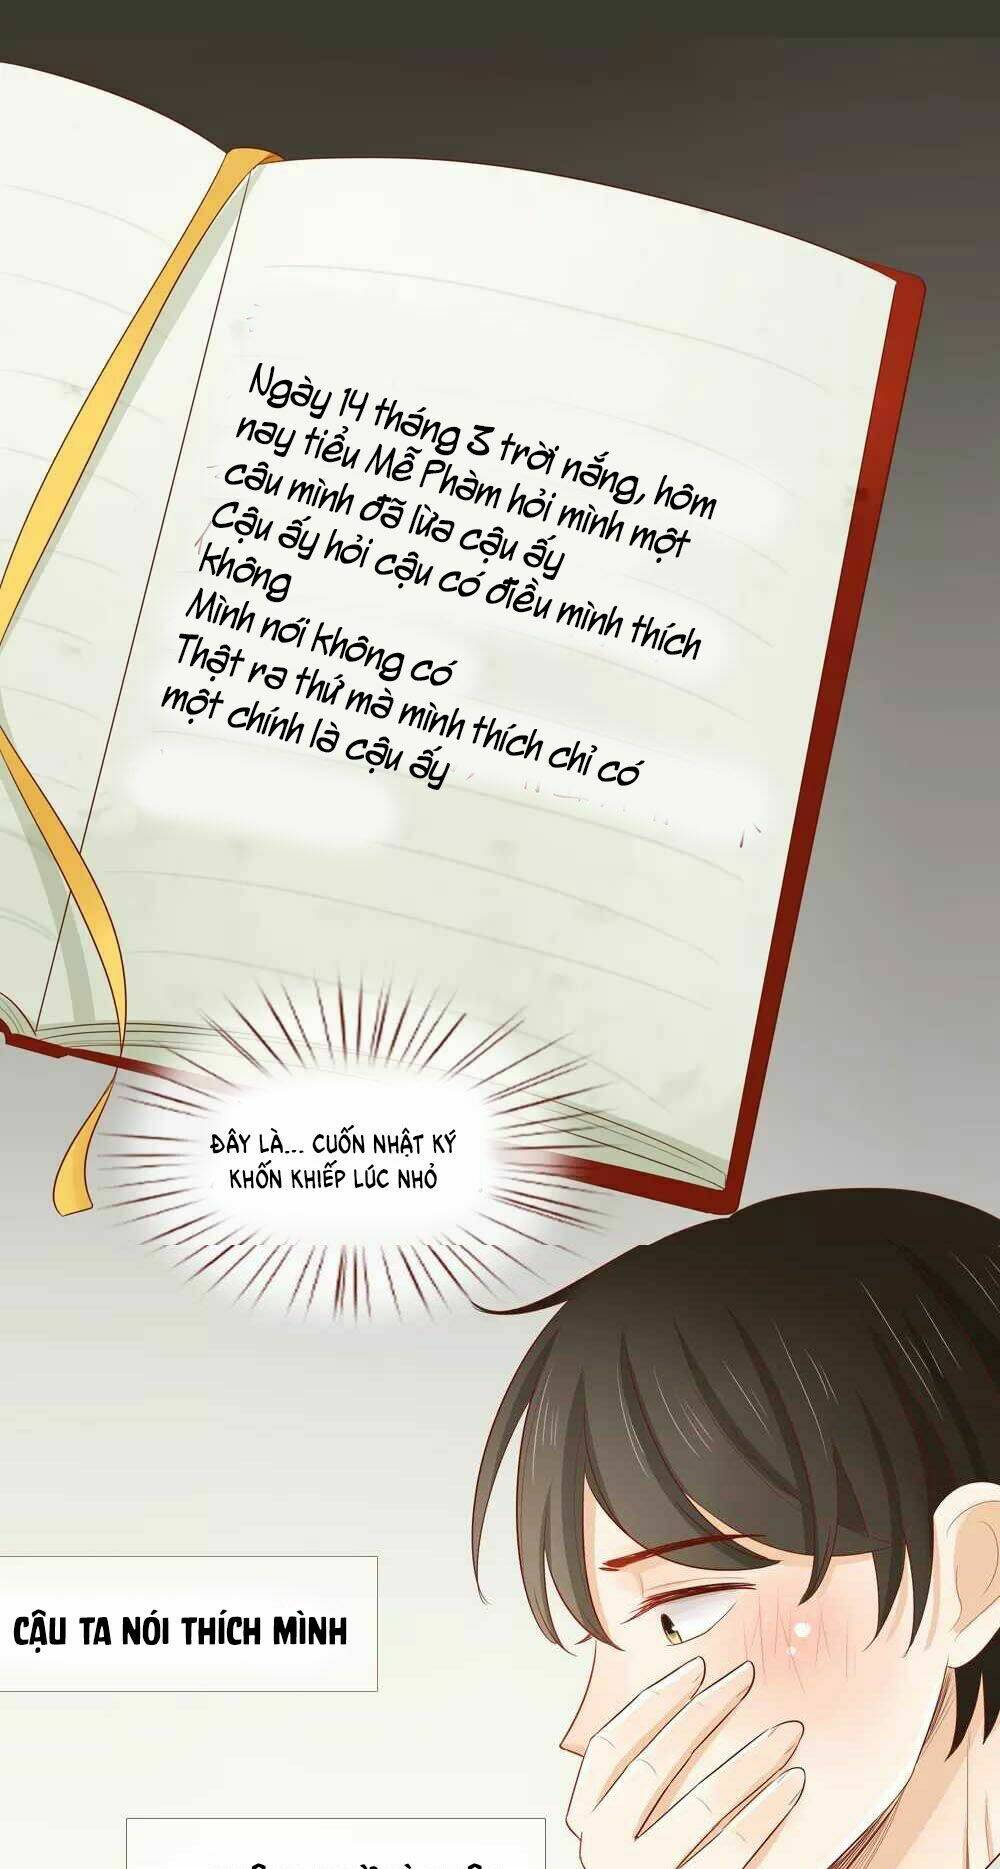 Ngày 14 tháng 3 trời nắng, hôm
nay tiểu Mễ Phàm hỏi mình một
câu mình đã lừa cậu ấy
Cậu ấy hỏi cậu có điều mình thích
không
Mình nói không có
Thật ra thứ mà mình thích chỉ có
một chính là cậu ấy
ĐÂY LÀ... CUỐN NHẬT KÝ
KHỐN KHIẾP LÚC NHỎ
CẬU TA NÓI THÍCH MÌNH